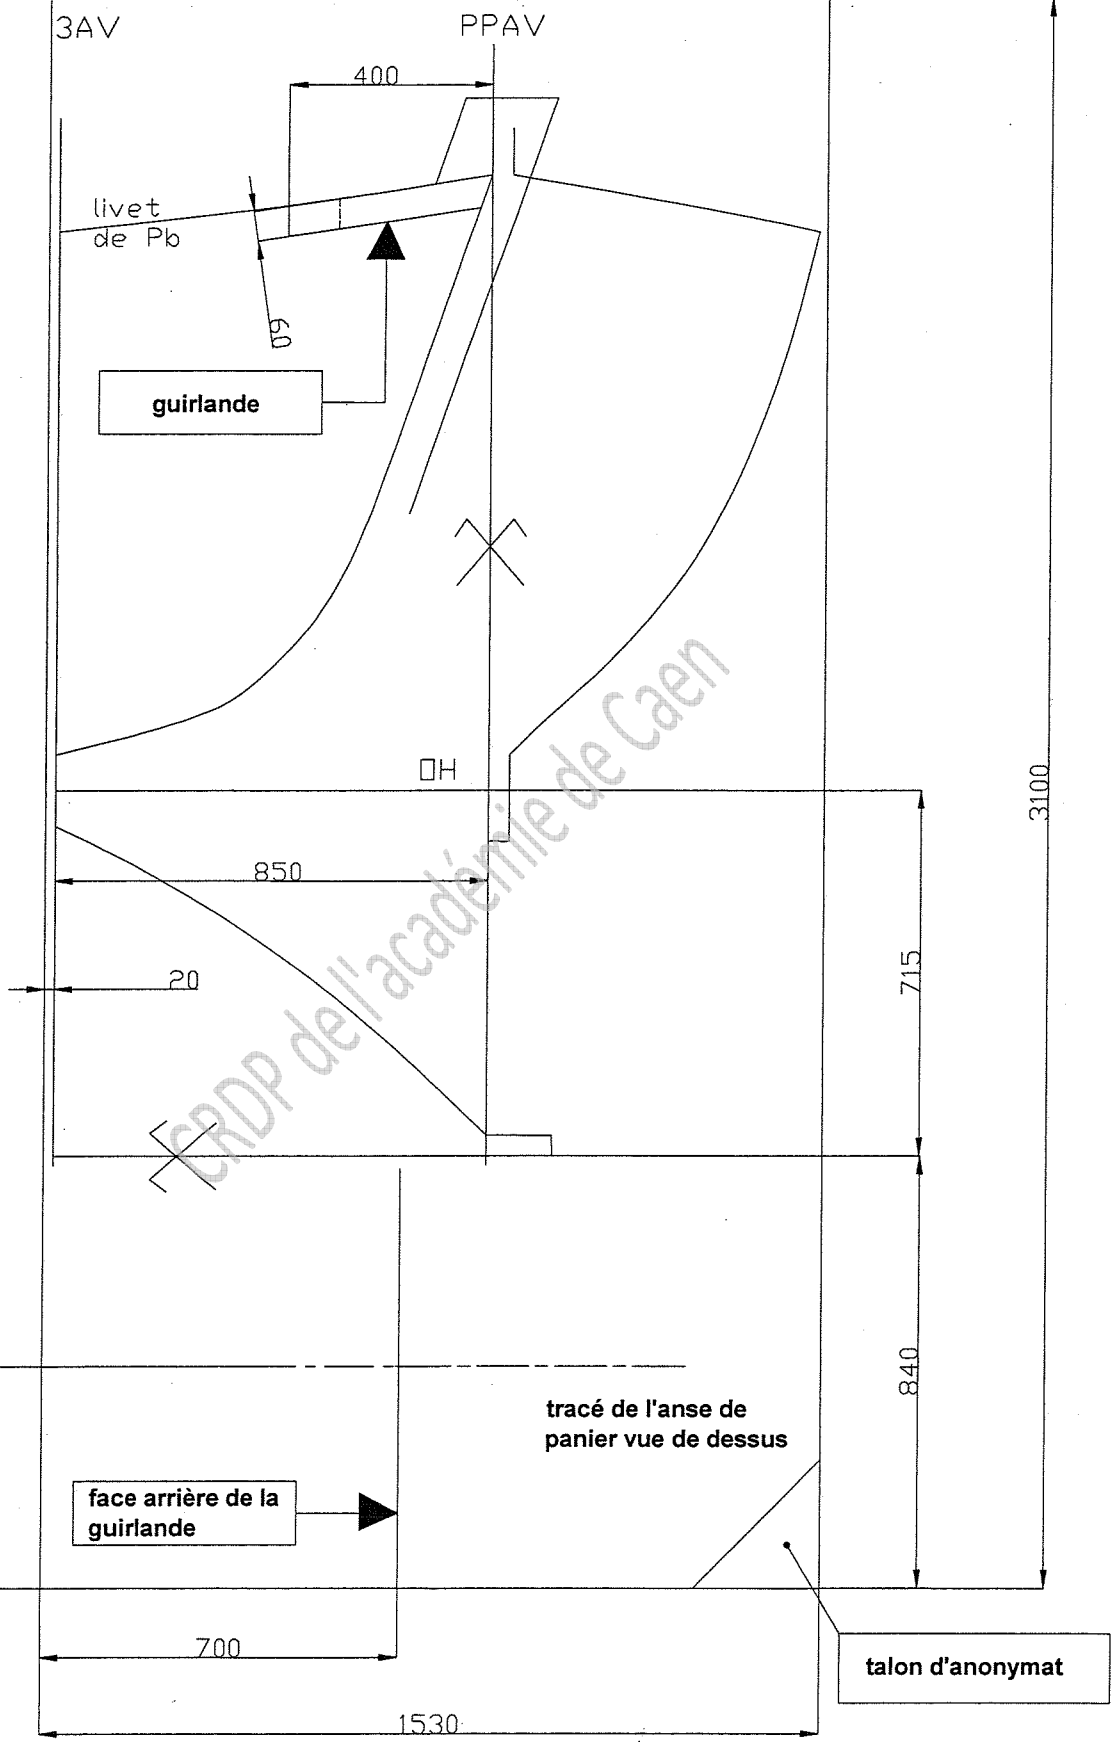 3AV
PPAV
400
livet
de Pb
60
guirlande
OH
3100
850
715
20
CRDP de l'académie de Caen
840
tracé de l'anse de
panier vue de dessus
face arrière de la
guirlande
700
talon d'anonymat
1530